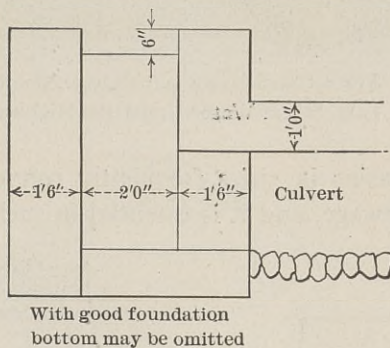 6"
1'0"
1'6" 2'0" 1'6" Culvert
With good foundation
bottom may be omitted